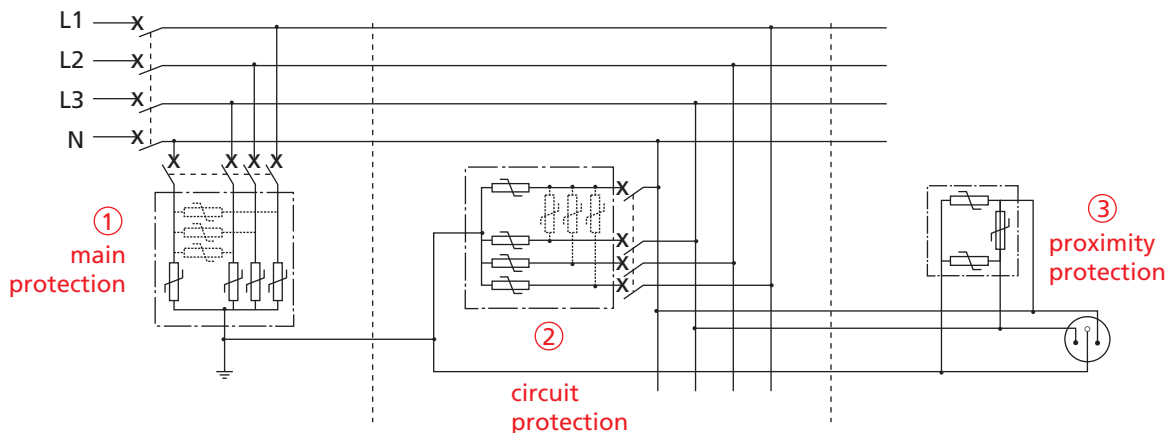 L1
L2
L3
N
①
main
protection
②
circuit
protection
③
proximity
protection